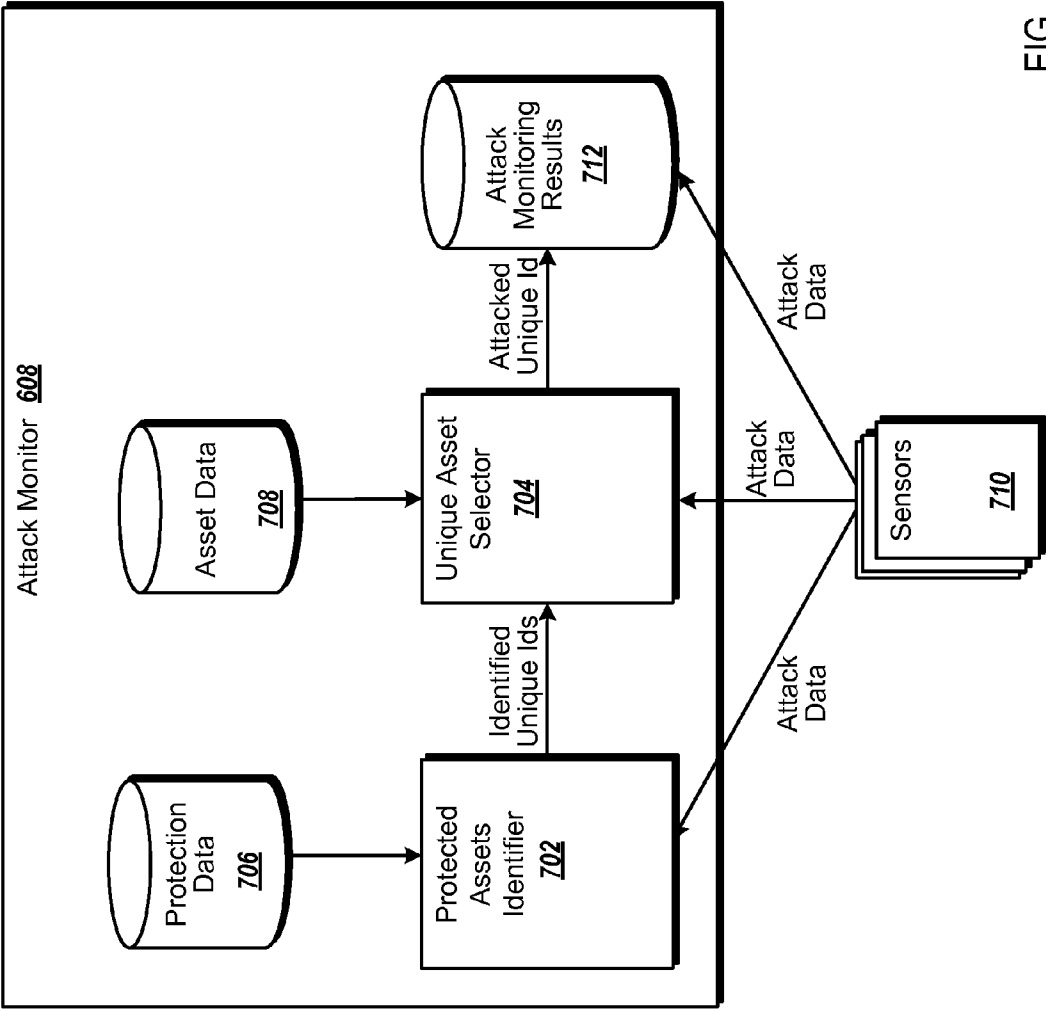 Attack Monitor 608
Protection
Data
706
Asset Data
708
Protected
Assets
Identifier
702
Identified
Unique Ids
Unique Asset
Selector
704
Attacked
Unique Id
Attack
Monitoring
Results
712
Attack
Data
Attack
Data
Attack
Data
Sensors
710
FIG